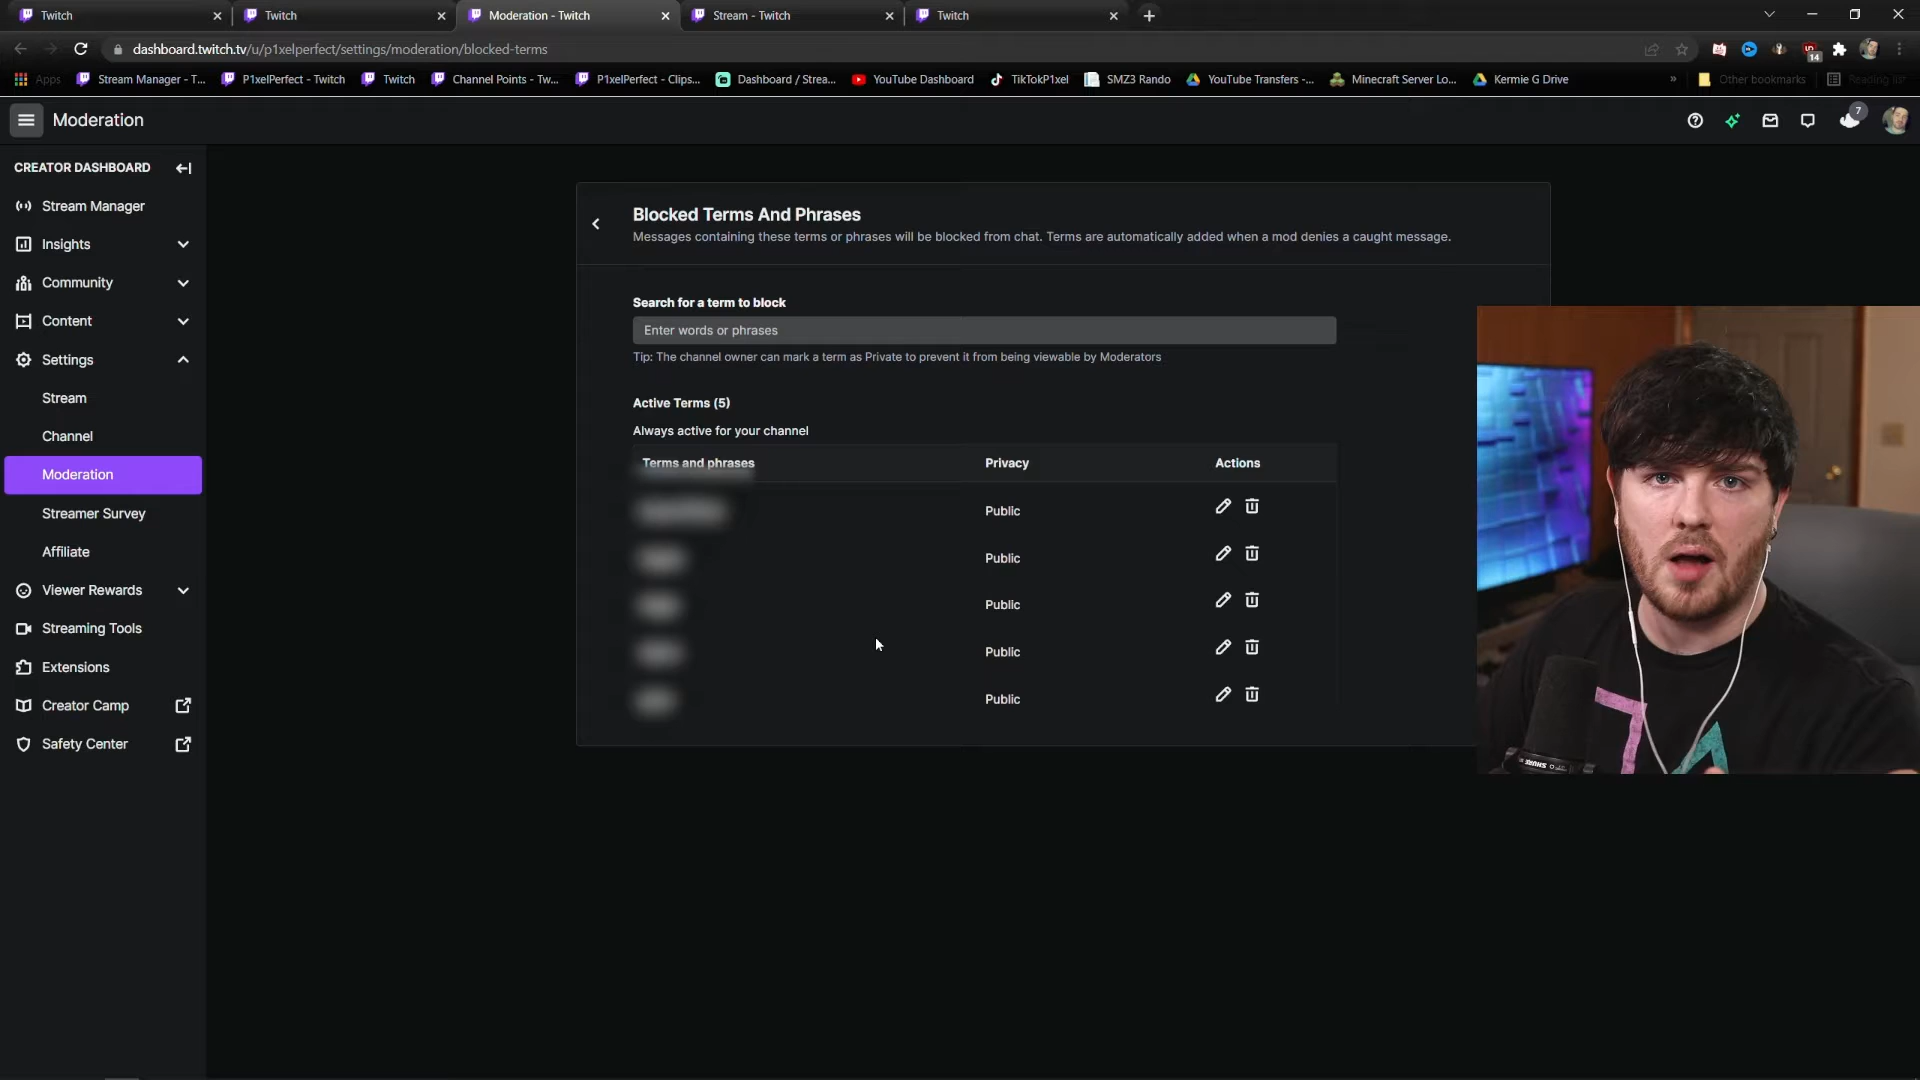 Twitch
Twitch
Moderation - Twitch
Stream - Twitch
Twitch
dashboard.twitch.tv/u/p1xelperfect/settings/moderation/blocked-terms
14
Apps
Stream Manager - T...
P1xelPerfect - Twitch
Twitch
Channel Points - Tw...
P1xelPerfect - Clips...
Dashboard / Strea...
YouTube Dashboard
TikTokP1xel
SMZ3 Rando
YouTube Transfers -...
Minecraft Server Lo...
Kermie G Drive
»
Other bookmarks
Reading list
Moderation
7
CREATOR DASHBOARD
Stream Manager
Insights
Community
Content
Settings
Stream
Channel
Moderation
Streamer Survey
Affiliate
Viewer Rewards
Streaming Tools
Extensions
Creator Camp
Safety Center
Blocked Terms And Phrases
Messages containing these terms or phrases will be blocked from chat. Terms are automatically added when a mod denies a caught message.
Search for a term to block
Enter words or phrases
Tip: The channel owner can mark a term as Private to prevent it from being viewable by Moderators
Active Terms (5)
Always active for your channel
Terms and phrases Privacy Actions
Public
Public
Public
Public
Public
SHURE